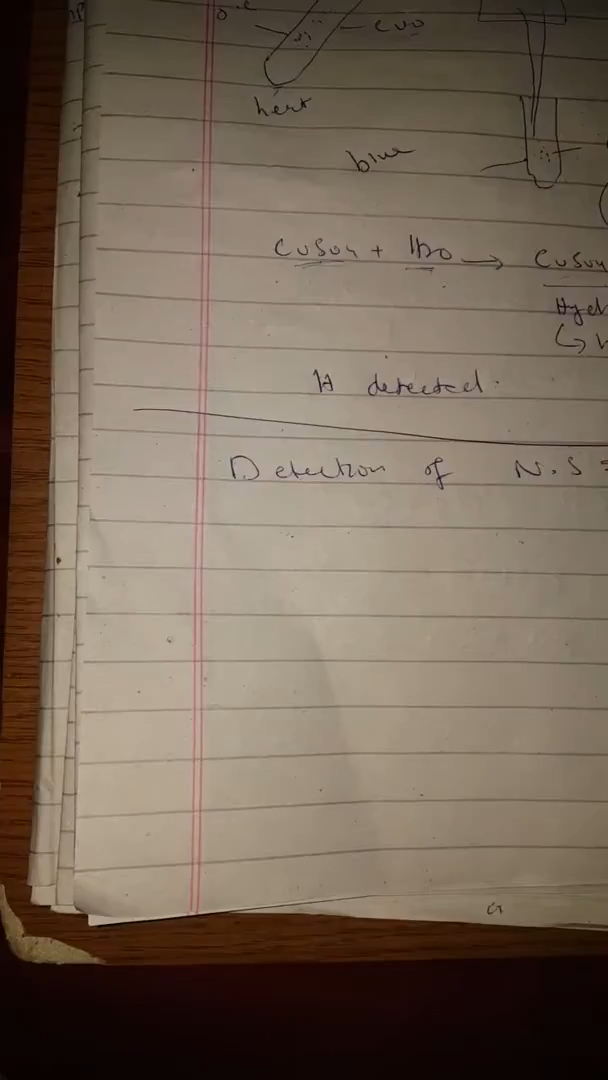 CuO
heat
blue
CuSO4 + H2O → CuSO4
H detected.
Detection of N, S